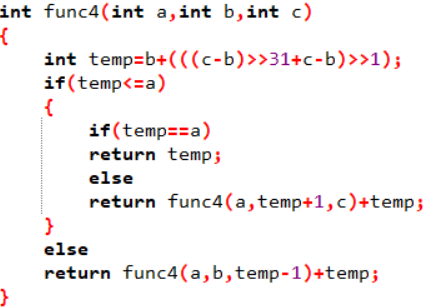 int func4(int a,int b,int c)
{
    int temp=b+(((c-b)>>31+c-b)>>1);
    if(temp<=a)
    {
        if(temp==a)
        return temp;
        else
        return func4(a,temp+1,c)+temp;
    }
    else
    return func4(a,b,temp-1)+temp;
}